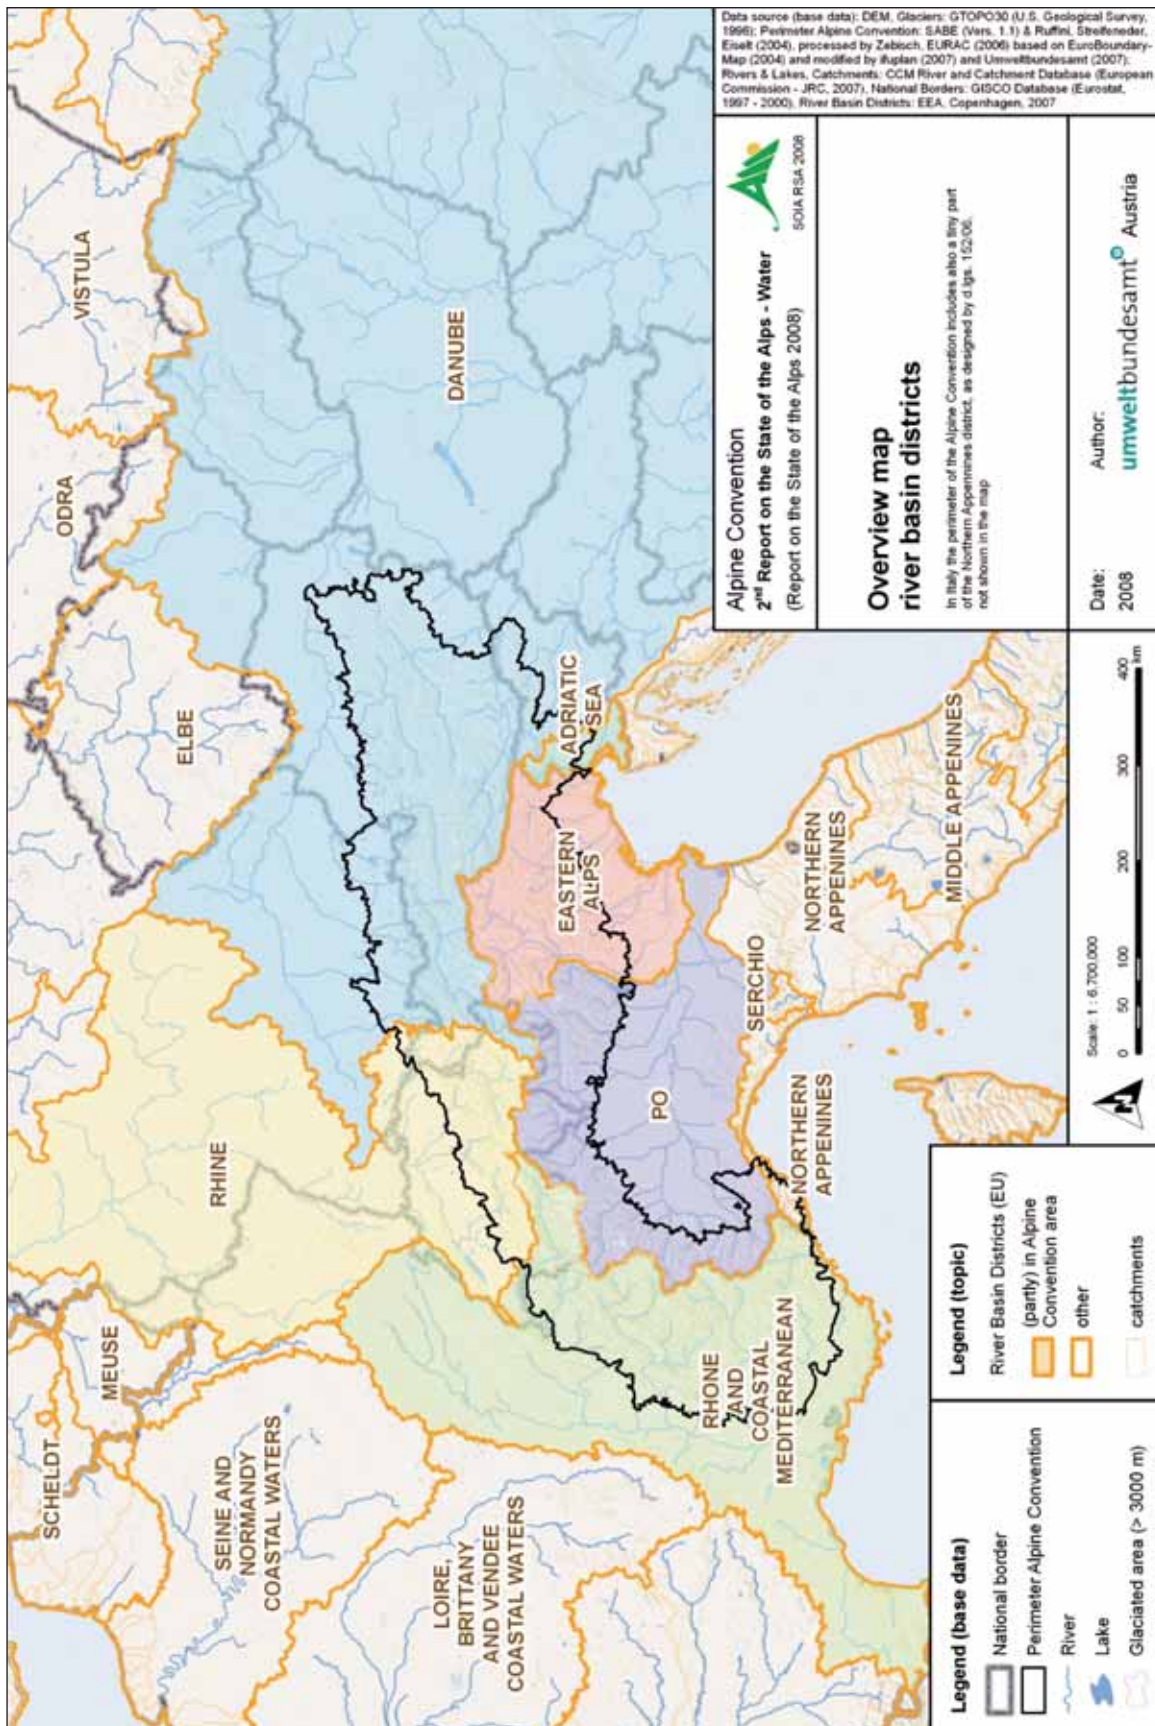 SCHELDT
MEUSE
SEINE AND
NORMANDY
COASTAL WATERS
LOIRE,
BRITTANY
AND VENDEE
COASTAL WATERS
RHINE
ELBE
ODRA
VISTULA
DANUBE
RHONE
AND
COASTAL
MEDITERRANEAN
PO
EASTERN
ALPS
ADRIATIC
SEA
NORTHERN
APPENINES
SERCHIO
NORTHERN
APPENINES
MIDDLE APPENINES
Legend (base data)
National border
Perimeter Alpine Convention
River
Lake
Glaciated area (> 3000 m)
Legend (topic)
River Basin Districts (EU)
(partly) in Alpine
Convention area
other
catchments
N
Scale: 1 : 6.700.000
0 50 100 200 300 400
km
Alpine Convention
2nd Report on the State of the Alps - Water
(Report on the State of the Alps 2008)
SOIA RSA 2008
Overview map
river basin districts
In Italy the perimeter of the Alpine Convention includes also a tiny part
of the Northern Appennines district, as designed by d.lgs. 152/06,
not shown in the map
Date:
2008
Author:
umweltbundesamt Austria
Data source (base data): DEM, Glaciers: GTOPO30 (U.S. Geological Survey,
1996); Perimeter Alpine Convention: SABE (Vers. 1.1) & Ruffini, Streifeneder,
Eiselt (2004), processed by Zebisch, EURAC (2006) based on EuroBoundary-
Map (2004) and modified by ifuplan (2007) and Umweltbundesamt (2007);
Rivers & Lakes, Catchments: CCM River and Catchment Database (European
Commission - JRC, 2007), National Borders: GISCO Database (Eurostat,
1997 - 2000), River Basin Districts: EEA, Copenhagen, 2007